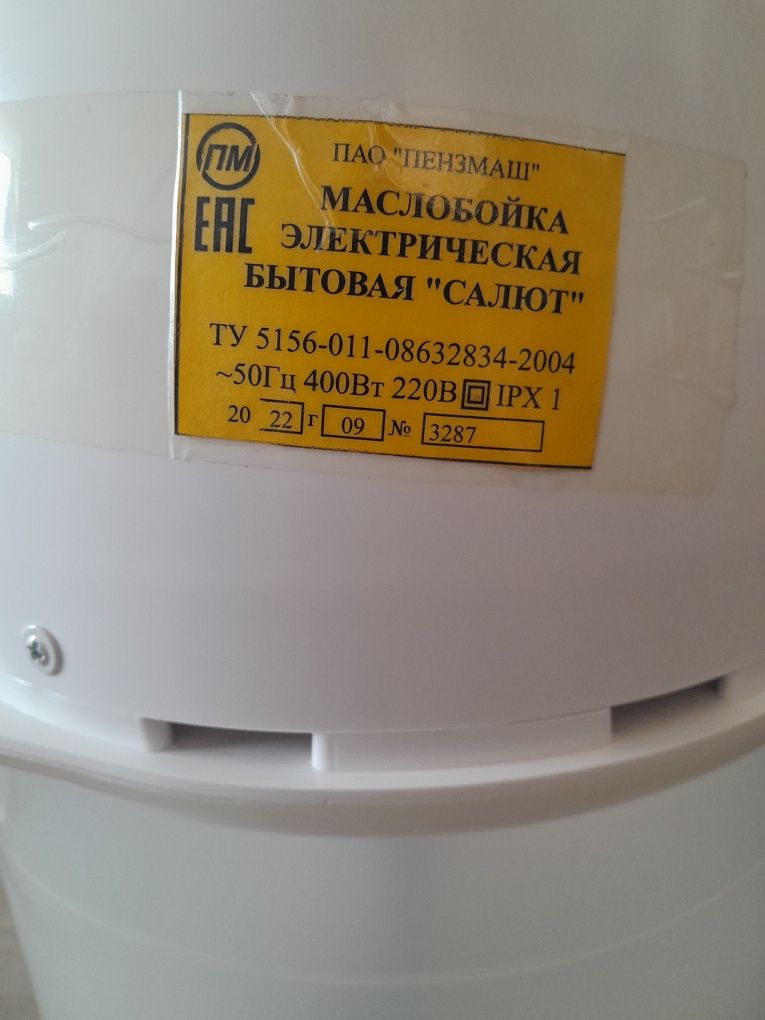 ПМ
ПАО "ПЕНЗМАШ"
ЕАС
МАСЛОБОЙКА
ЭЛЕКТРИЧЕСКАЯ
БЫТОВАЯ "САЛЮТ"
ТУ 5156-011-08632834-2004
~50Гц 400Вт 220В IPX 1
20 22 г 09 № 3287